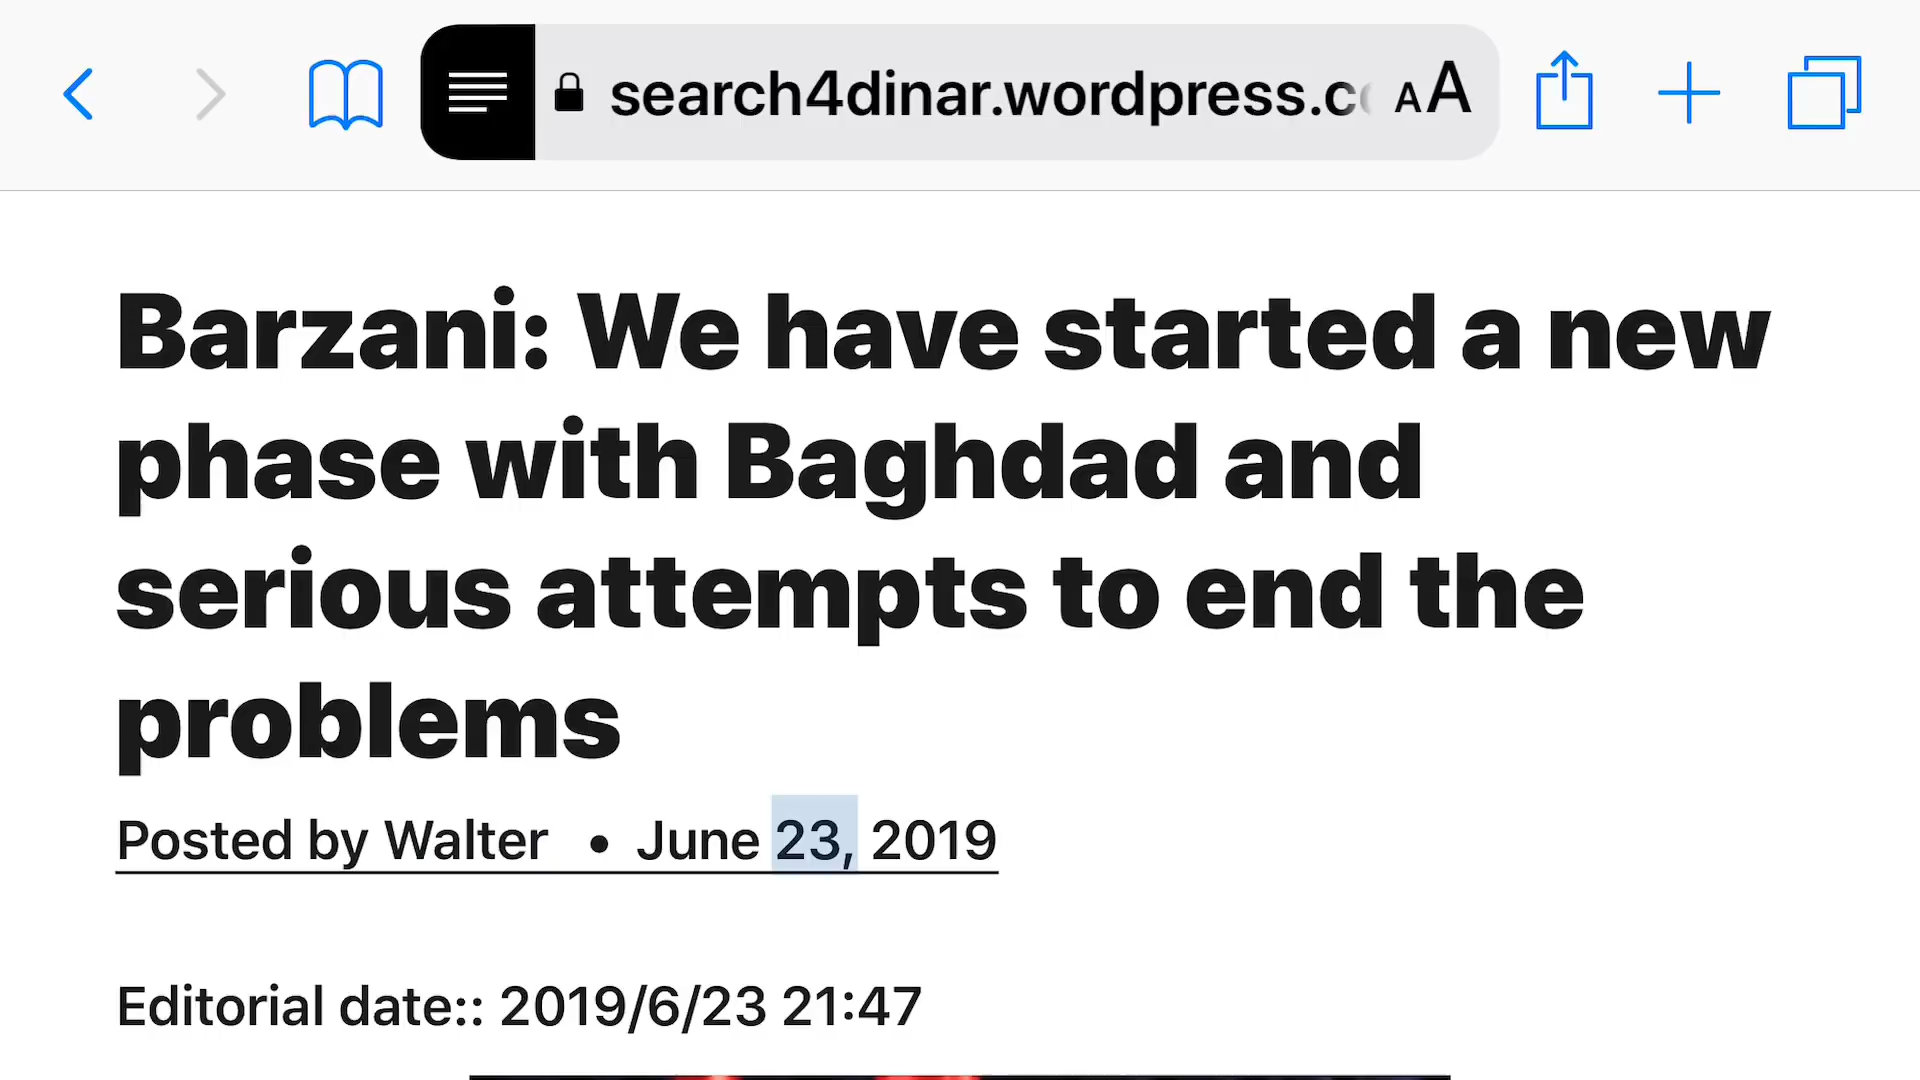 search4dinar.wordpress.c AA
Barzani: We have started a new
phase with Baghdad and
serious attempts to end the
problems
Posted by Walter • June 23, 2019
Editorial date:: 2019/6/23 21:47